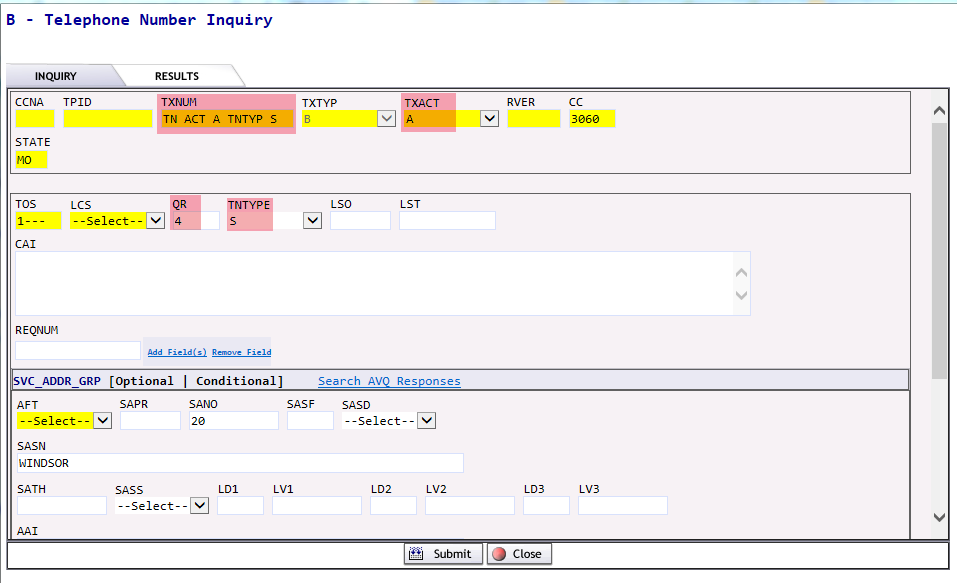 B - Telephone Number Inquiry
INQUIRY RESULTS
CCNA TPID TXNUM TXTYP TXACT RVER CC
TN ACT A TNTYP S B A 3060
STATE
MO
TOS LCS QR TNTYPE LSO LST
1--- --Select-- 4 S
CAI
REQNUM
Add Field(s) Remove Field
SVC_ADDR_GRP [Optional | Conditional] Search AVQ Responses
AFT SAPR SANO SASF SASD
--Select-- 20 --Select--
SASN
WINDSOR
SATH SASS LD1 LV1 LD2 LV2 LD3 LV3
--Select--
AAI
Submit Close